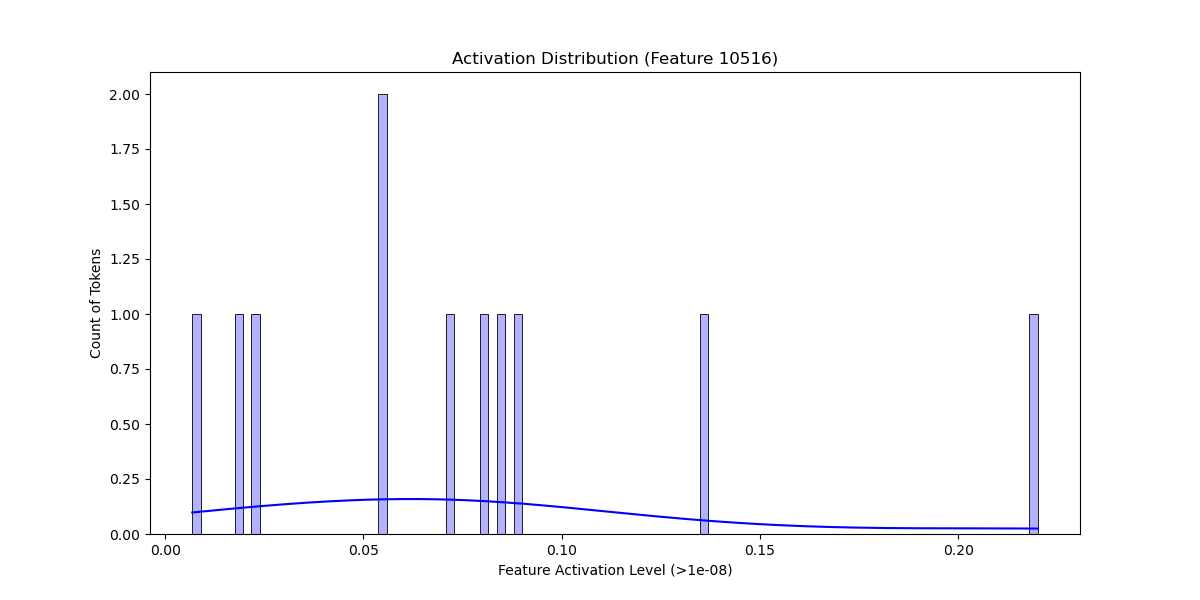 Activation Distribution (Feature 10516)
2.00
1.75
1.50
1.25
1.00
0.75
0.50
0.25
0.00
Count of Tokens
0.00 0.05 0.10 0.15 0.20
Feature Activation Level (>1e-08)